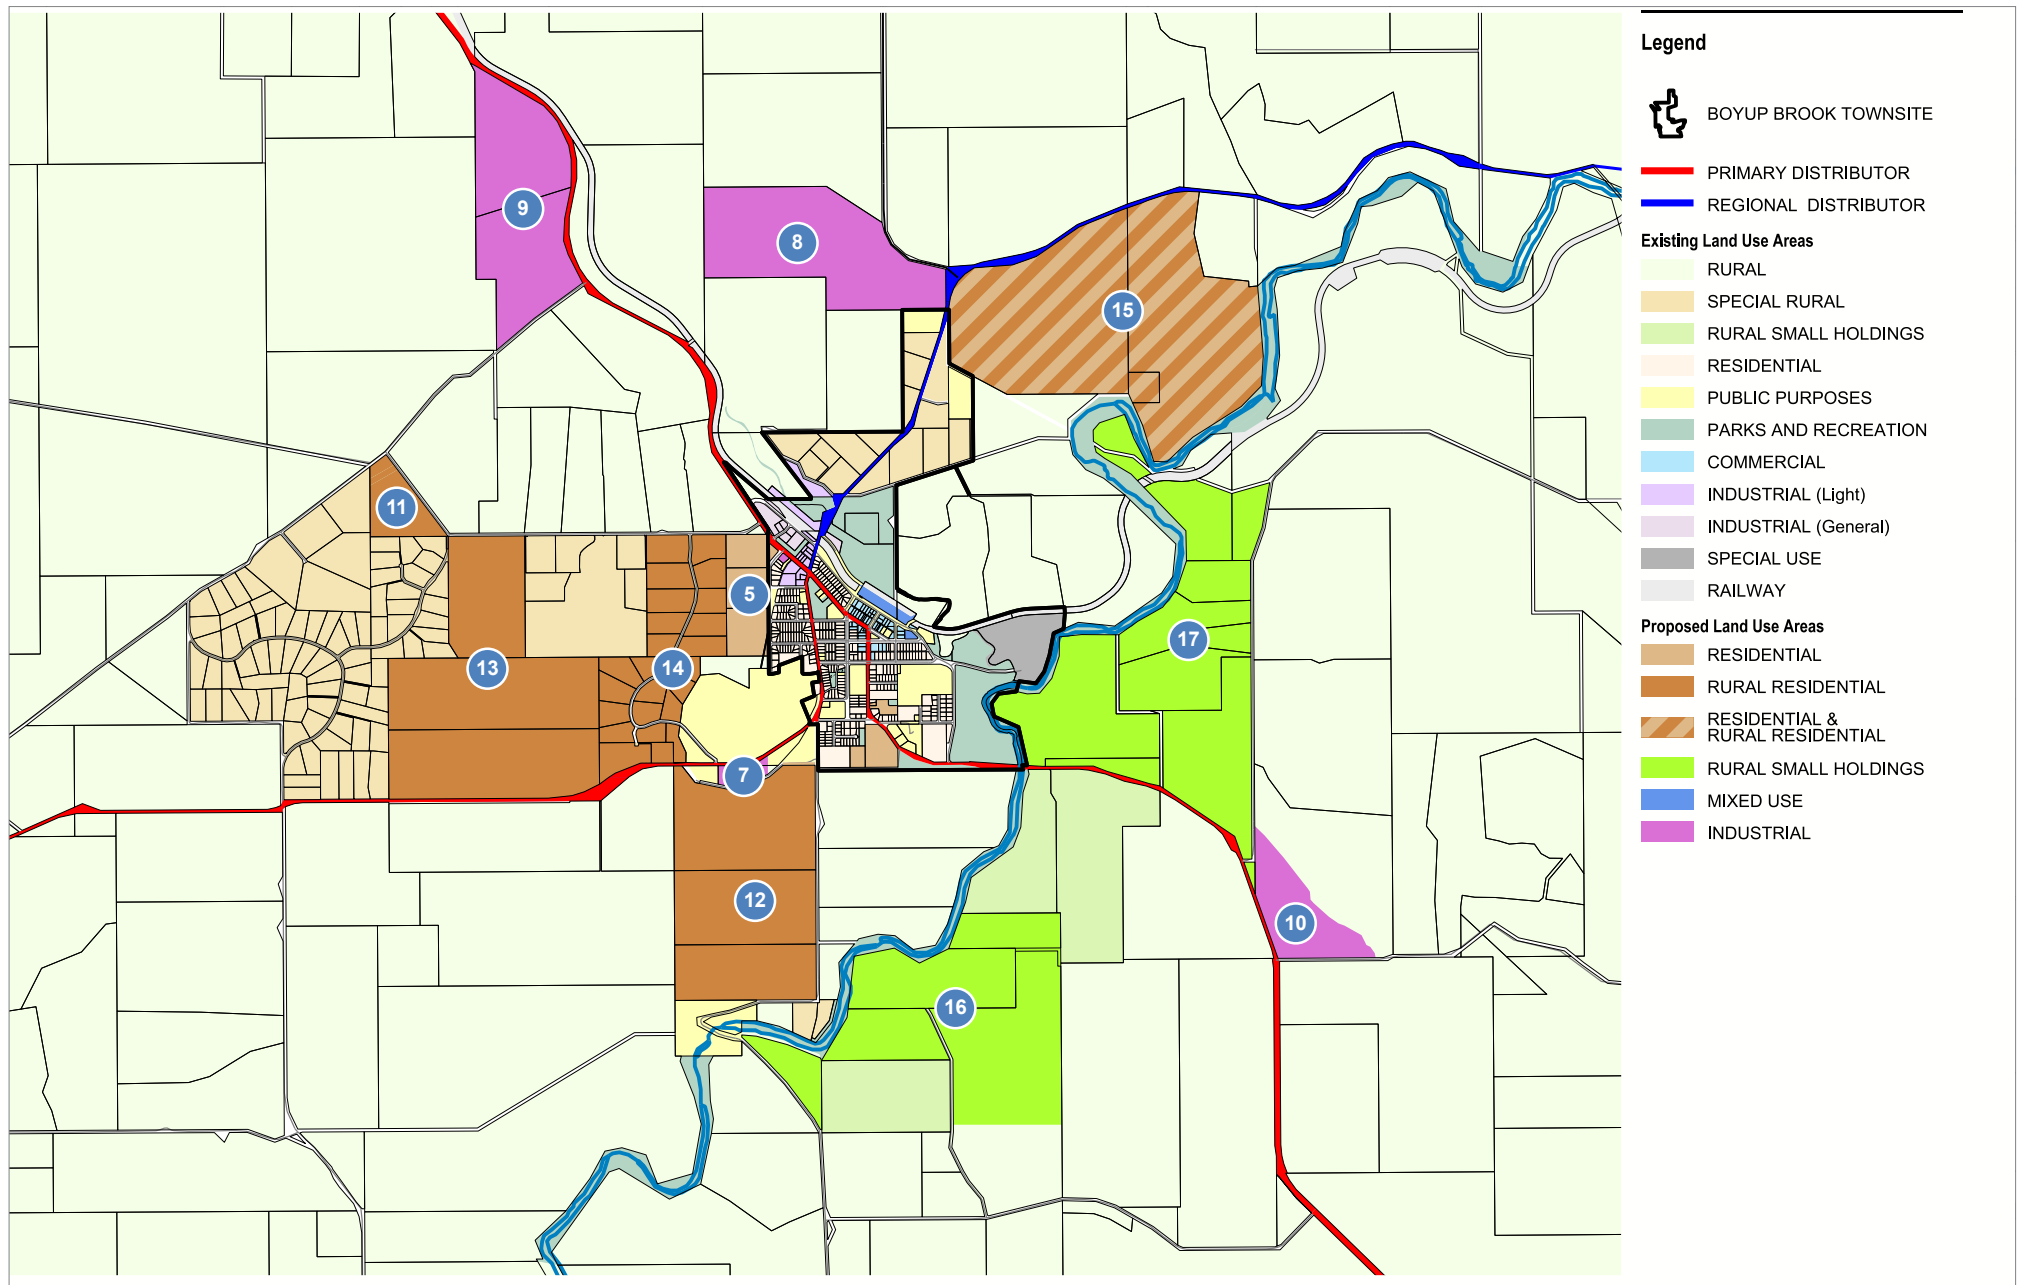 Legend
BOYUP BROOK TOWNSITE
PRIMARY DISTRIBUTOR
REGIONAL DISTRIBUTOR
Existing Land Use Areas
RURAL
SPECIAL RURAL
RURAL SMALL HOLDINGS
RESIDENTIAL
PUBLIC PURPOSES
PARKS AND RECREATION
COMMERCIAL
INDUSTRIAL (Light)
INDUSTRIAL (General)
SPECIAL USE
RAILWAY
Proposed Land Use Areas
RESIDENTIAL
RURAL RESIDENTIAL
RESIDENTIAL &
RURAL RESIDENTIAL
RURAL SMALL HOLDINGS
MIXED USE
INDUSTRIAL
9
8
15
11
5
17
13
14
7
12
10
16